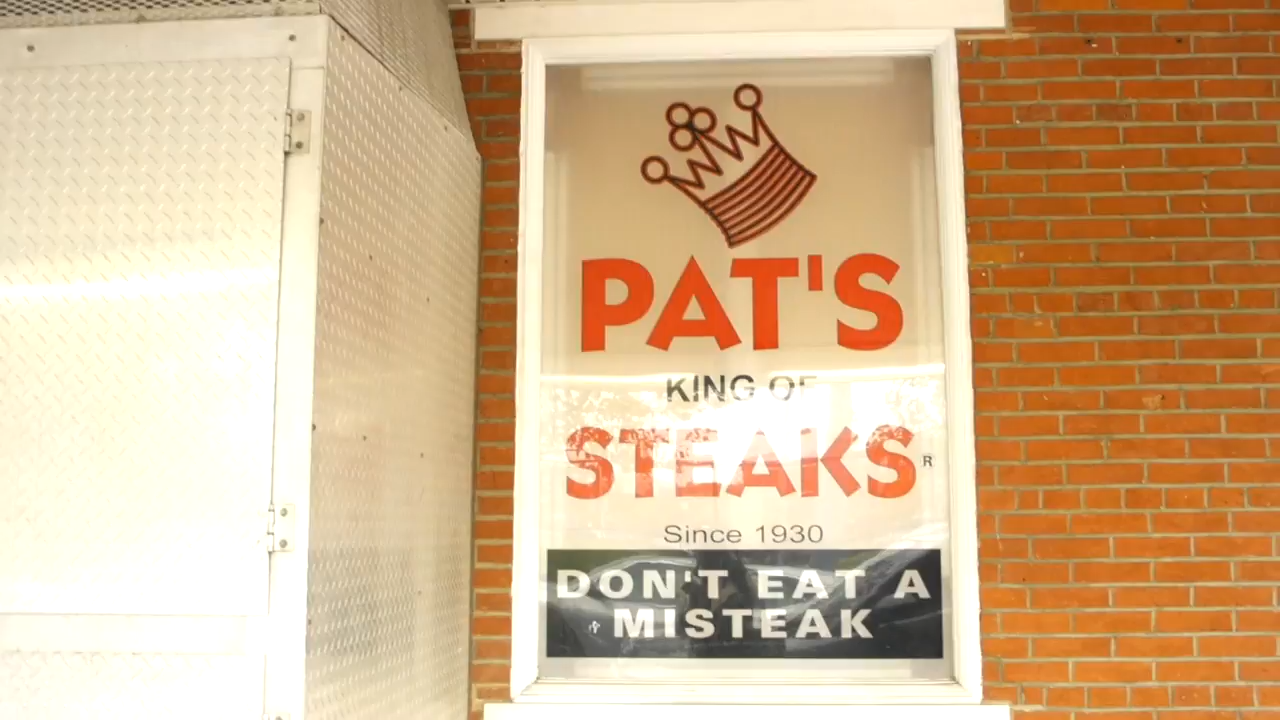 PAT'S
KING OF
STEAKS
R
Since 1930
DON'T EAT A
MISTEAK